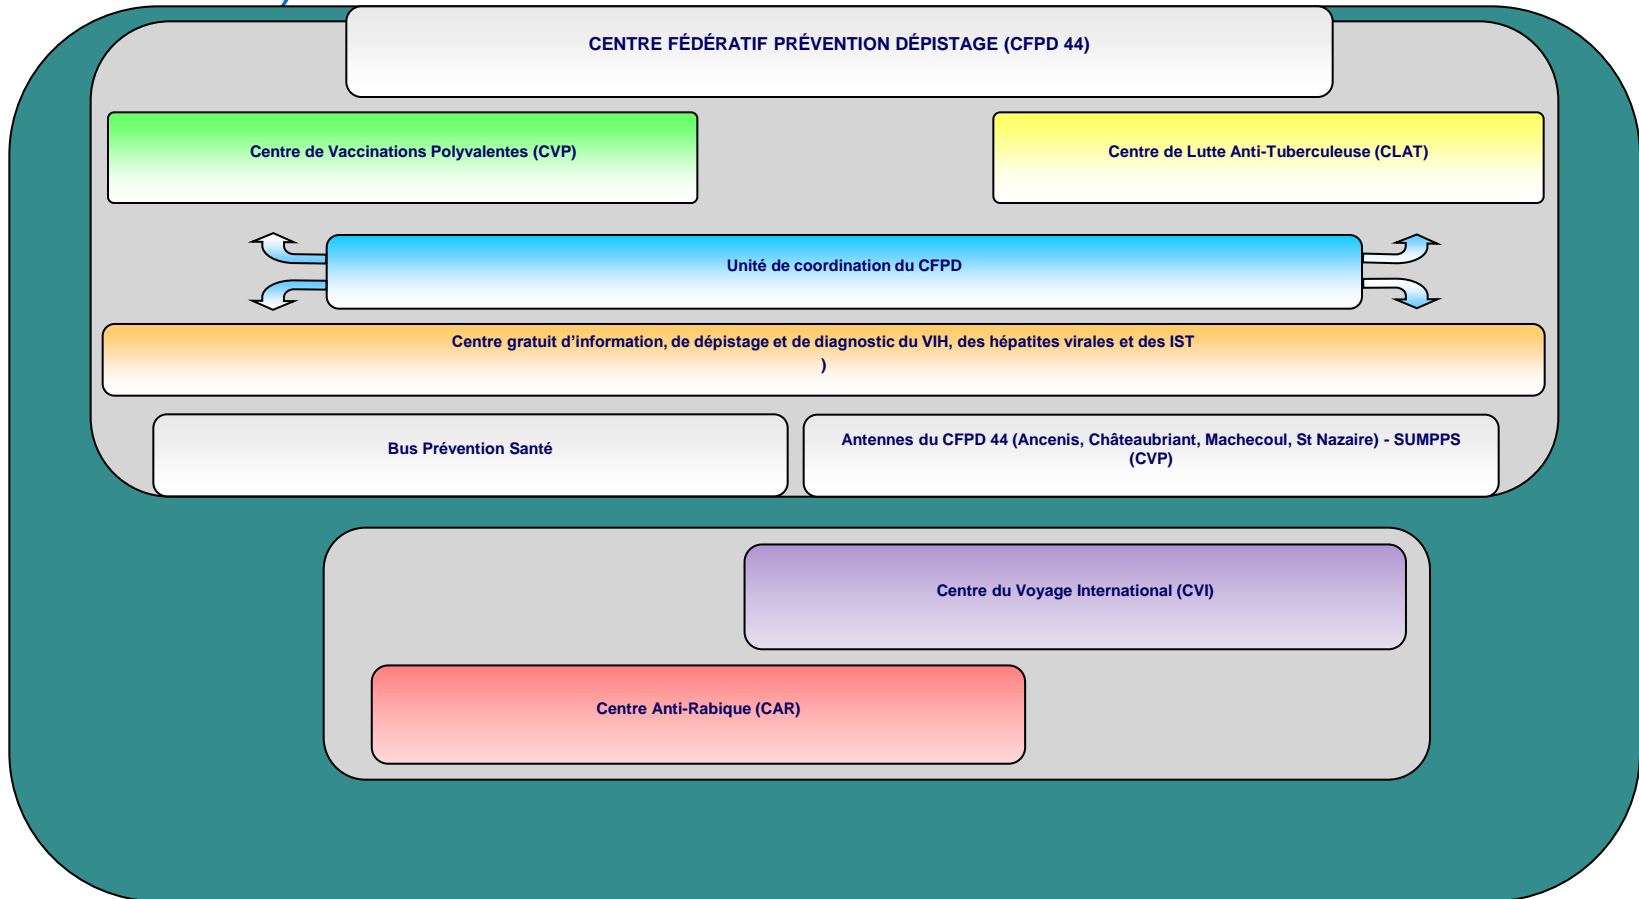 CENTRE FÉDÉRATIF PRÉVENTION DÉPISTAGE (CFPD 44)
Centre de Vaccinations Polyvalentes (CVP)
Centre de Lutte Anti-Tuberculeuse (CLAT)
Unité de coordination du CFPD
Centre gratuit d’information, de dépistage et de diagnostic du VIH, des hépatites virales et des IST
)
Bus Prévention Santé
Antennes du CFPD 44 (Ancenis, Châteaubriant, Machecoul, St Nazaire) - SUMPPS
(CVP)
Centre du Voyage International (CVI)
Centre Anti-Rabique (CAR)